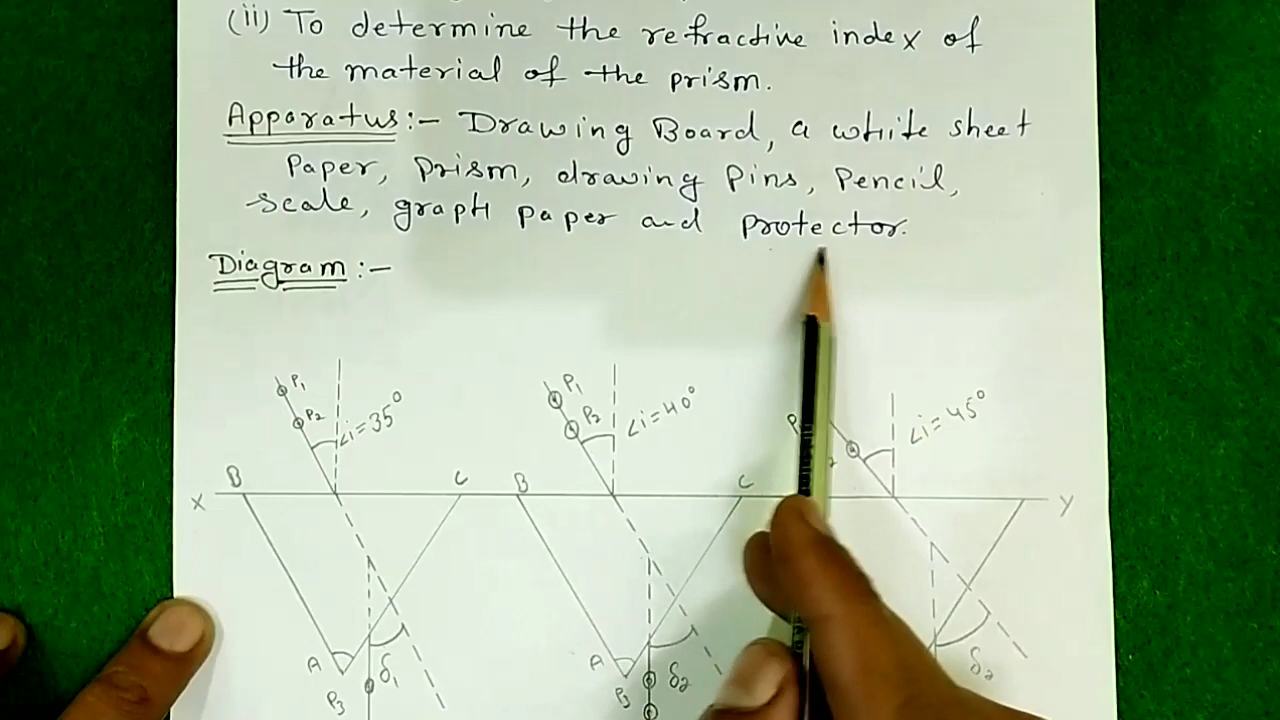 (ii) To determine the refractive index of
the material of the prism.
Apparatus:- Drawing Board, a white sheet
Paper, Prism, drawing Pins, Pencil,
scale, graph paper and protector.
Diagram:-
P1 P1
P2 ∠i=35° P2 ∠i=40° P ∠i=45°
2
X B C B C Y
A δ1 A δ2 δ2
P3 P3